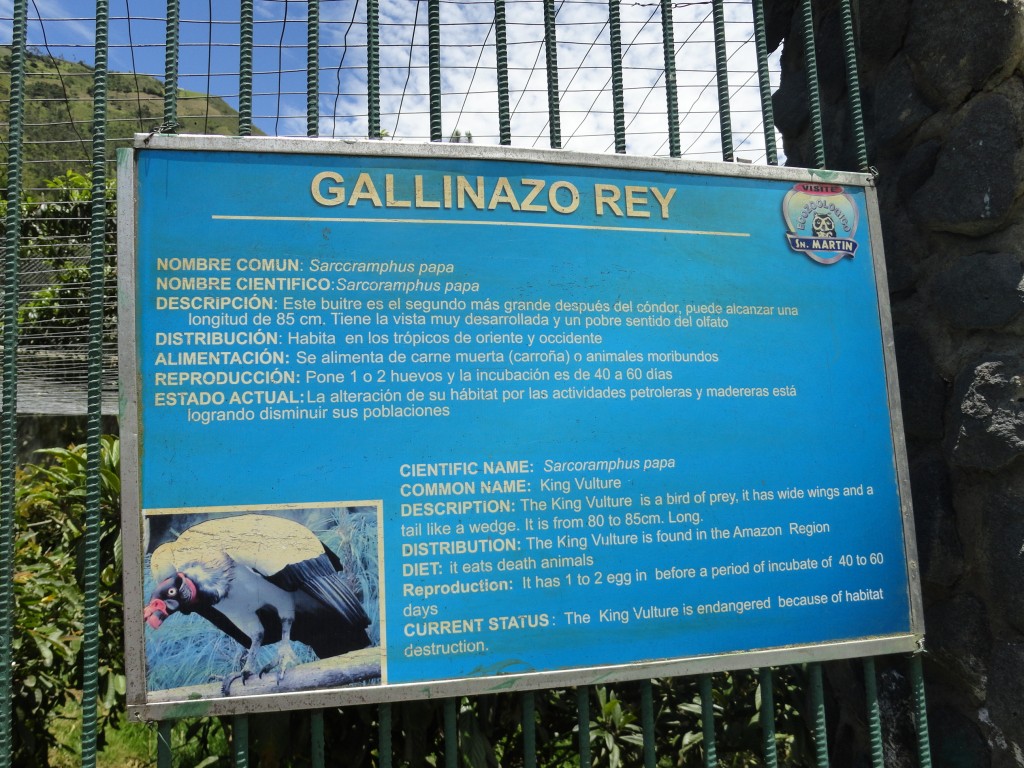 GALLINAZO REY
VISITE
SN. MARTIN
NOMBRE COMUN: Sarccramphus papa
NOMBRE CIENTIFICO: Sarcoramphus papa
DESCRIPCIÓN: Este buitre es el segundo más grande después del cóndor, puede alcanzar una
longitud de 85 cm. Tiene la vista muy desarrollada y un pobre sentido del olfato
DISTRIBUCIÓN: Habita en los trópicos de oriente y occidente
ALIMENTACIÓN: Se alimenta de carne muerta (carroña) o animales moribundos
REPRODUCCIÓN: Pone 1 o 2 huevos y la incubación es de 40 a 60 días
ESTADO ACTUAL: La alteración de su hábitat por las actividades petroleras y madereras está
logrando disminuir sus poblaciones
CIENTIFIC NAME: Sarcoramphus papa
COMMON NAME: King Vulture
DESCRIPTION: The King Vulture is a bird of prey, it has wide wings and a
tail like a wedge. It is from 80 to 85cm. Long.
DISTRIBUTION: The King Vulture is found in the Amazon Region
DIET: it eats death animals
Reproduction: It has 1 to 2 egg in before a period of incubate of 40 to 60
days
CURRENT STATUS: The King Vulture is endangered because of habitat
destruction.